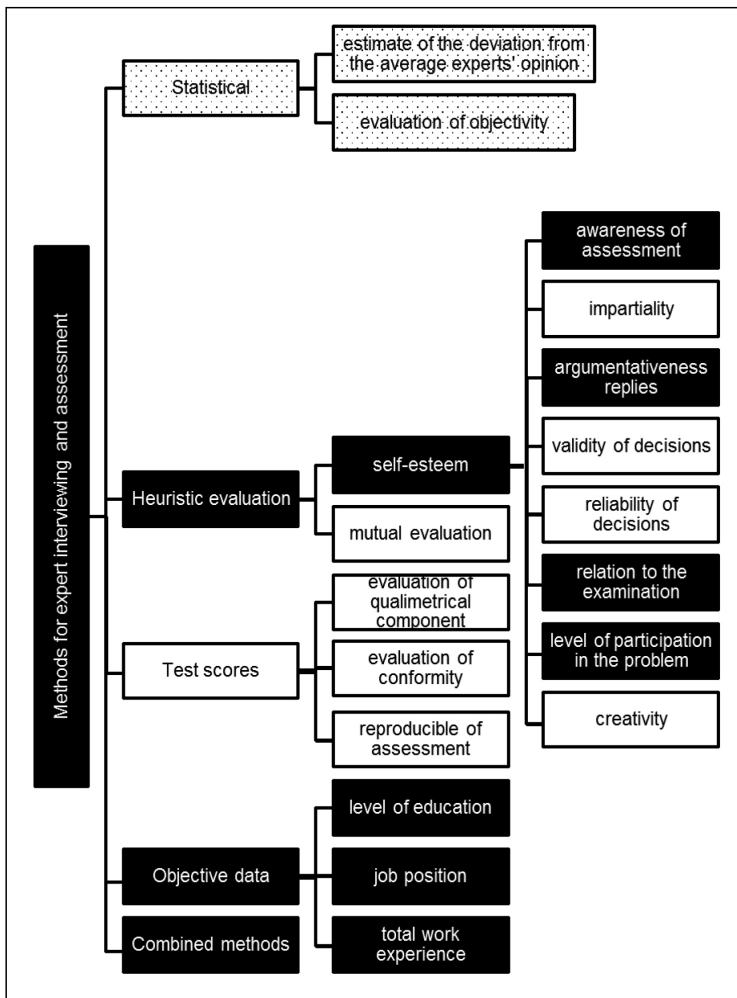 Methods for expert interviewing and assessment
Statistical
estimate of the deviation from
the average experts' opinion
evaluation of objectivity
Heuristic evaluation
self-esteem
awareness of
assessment
impartiality
argumentativeness
replies
validity of decisions
reliability of
decisions
relation to the
examination
level of participation
in the problem
creativity
mutual evaluation
Test scores
evaluation of
qualimetrical
component
evaluation of
conformity
reproducible of
assessment
Objective data
level of education
job position
total work
experience
Combined methods